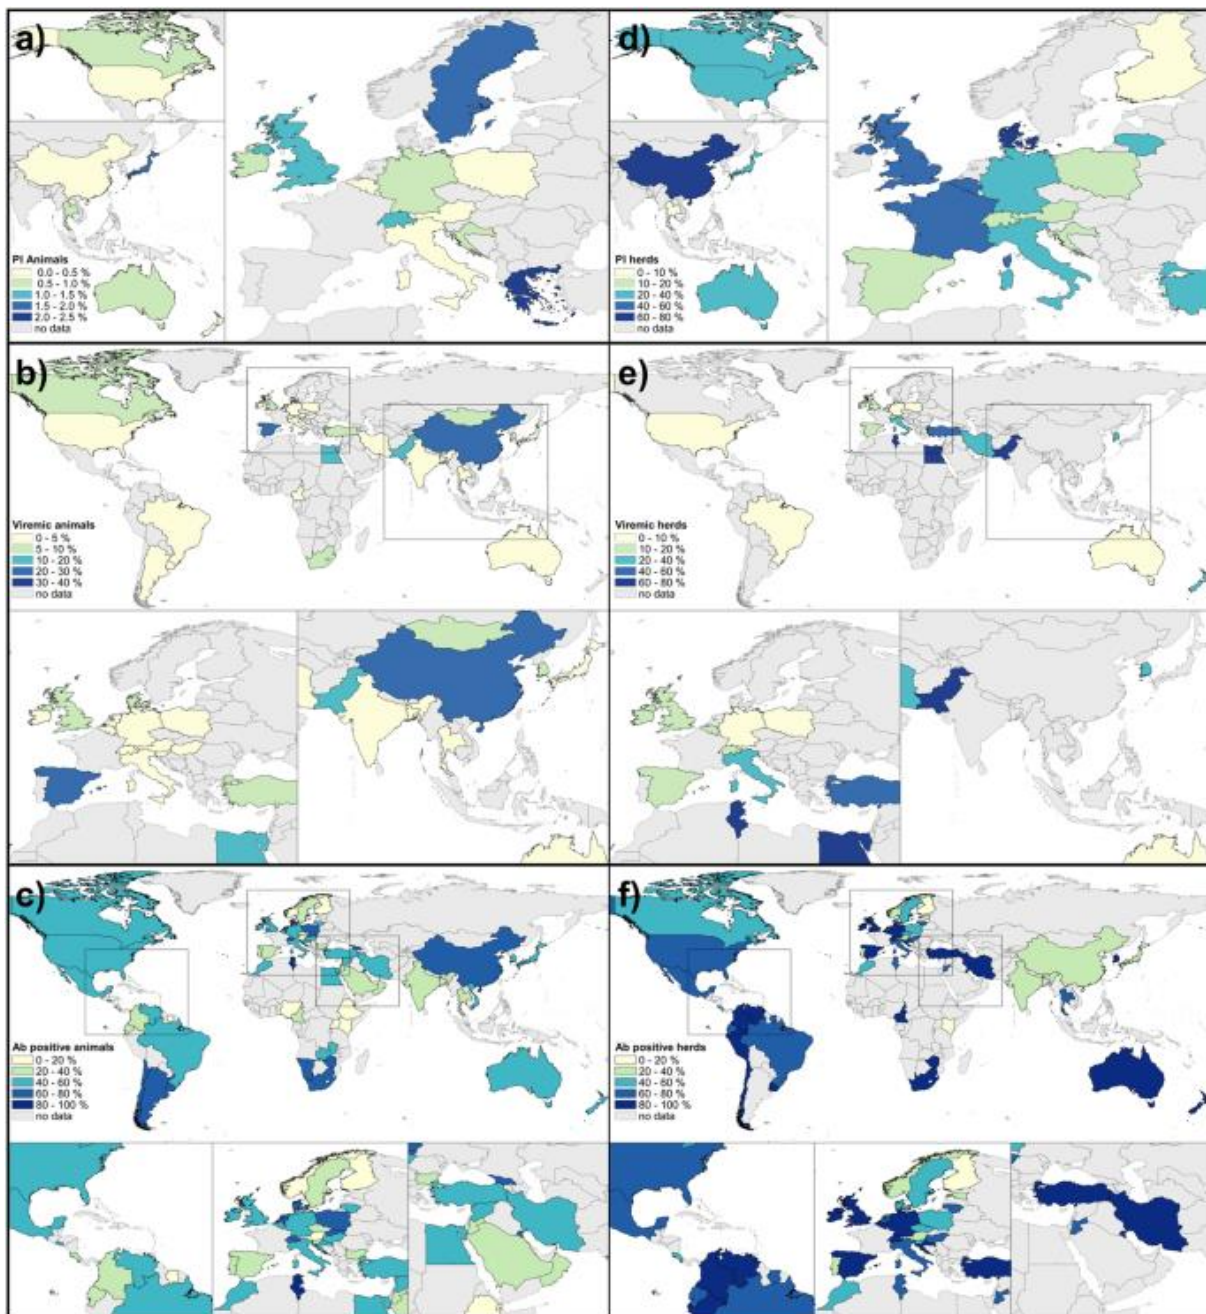 a)
PI Animals
0.0 - 0.5 %
0.5 - 1.0 %
1.0 - 1.5 %
1.5 - 2.0 %
2.0 - 2.5 %
no data
d)
PI herds
0 - 10 %
10 - 20 %
20 - 40 %
40 - 60 %
60 - 80 %
no data
b)
Viremic animals
0 - 5 %
5 - 10 %
10 - 20 %
20 - 30 %
30 - 40 %
no data
e)
Viremic herds
0 - 10 %
10 - 20 %
20 - 40 %
40 - 60 %
60 - 80 %
no data
c)
Ab positive animals
0 - 20 %
20 - 40 %
40 - 60 %
60 - 80 %
80 - 100 %
no data
f)
Ab positive herds
0 - 20 %
20 - 40 %
40 - 60 %
60 - 80 %
80 - 100 %
no data